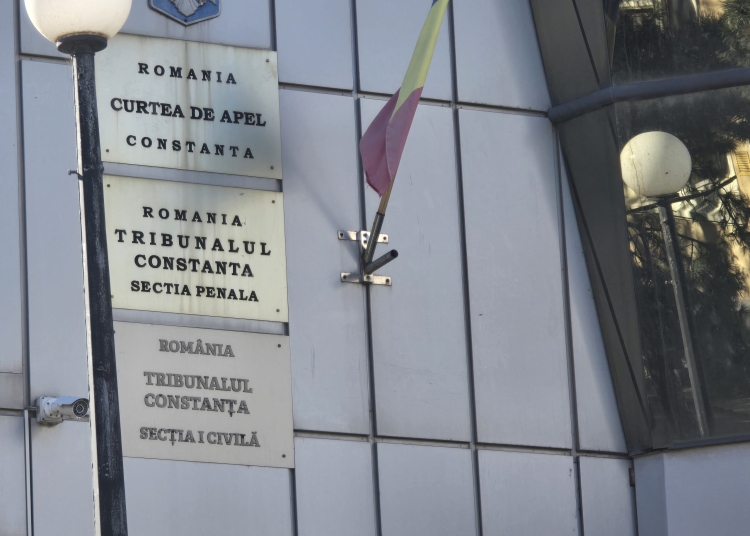 ROMANIA
CURTEA DE APEL
CONSTANTA
ROMANIA
TRIBUNALUL
CONSTANTA
SECTIA PENALA
ROMÂNIA
TRIBUNALUL
CONSTANȚA
SECȚIA I CIVILĂ